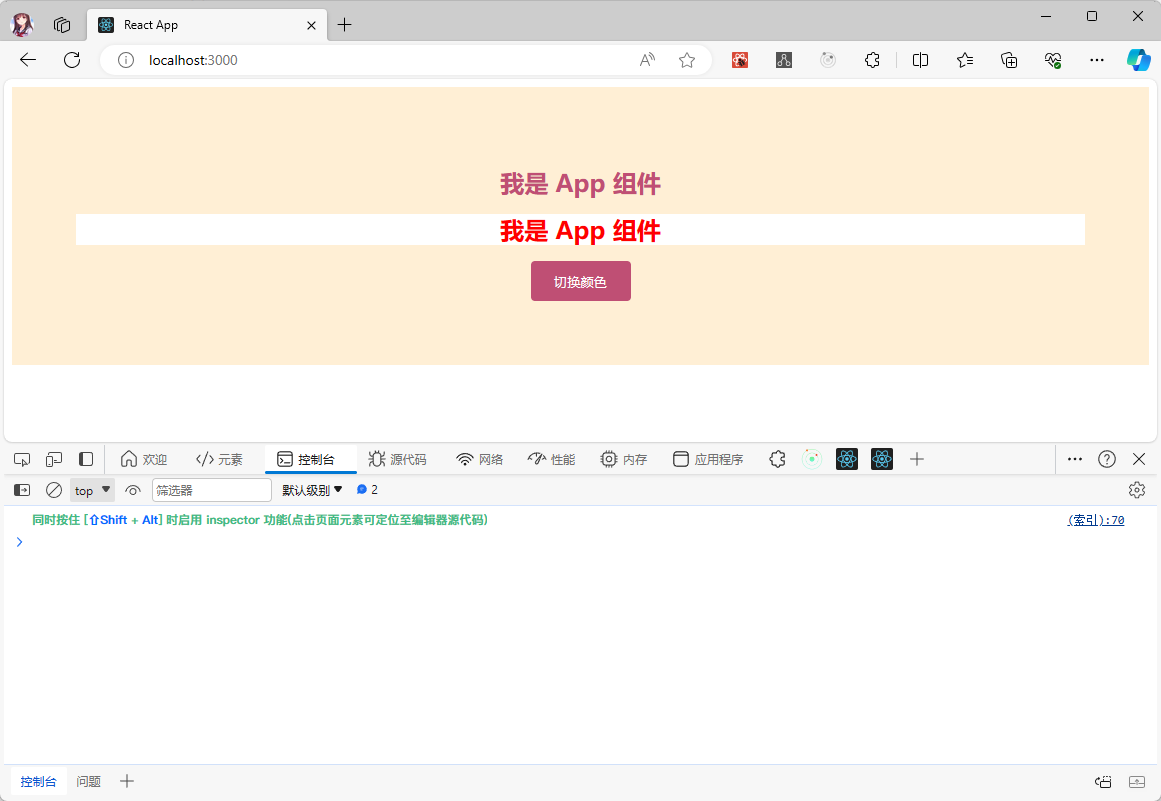 React App
localhost:3000
我是 App 组件
我是 App 组件
切换颜色
欢迎
元素
控制台
源代码
网络
性能
内存
应用程序
top
筛选器
默认级别
2
同时按住 [⇧Shift + Alt] 时启用 inspector 功能(点击页面元素可定位至编辑器源代码)
(索引):70
控制台
问题